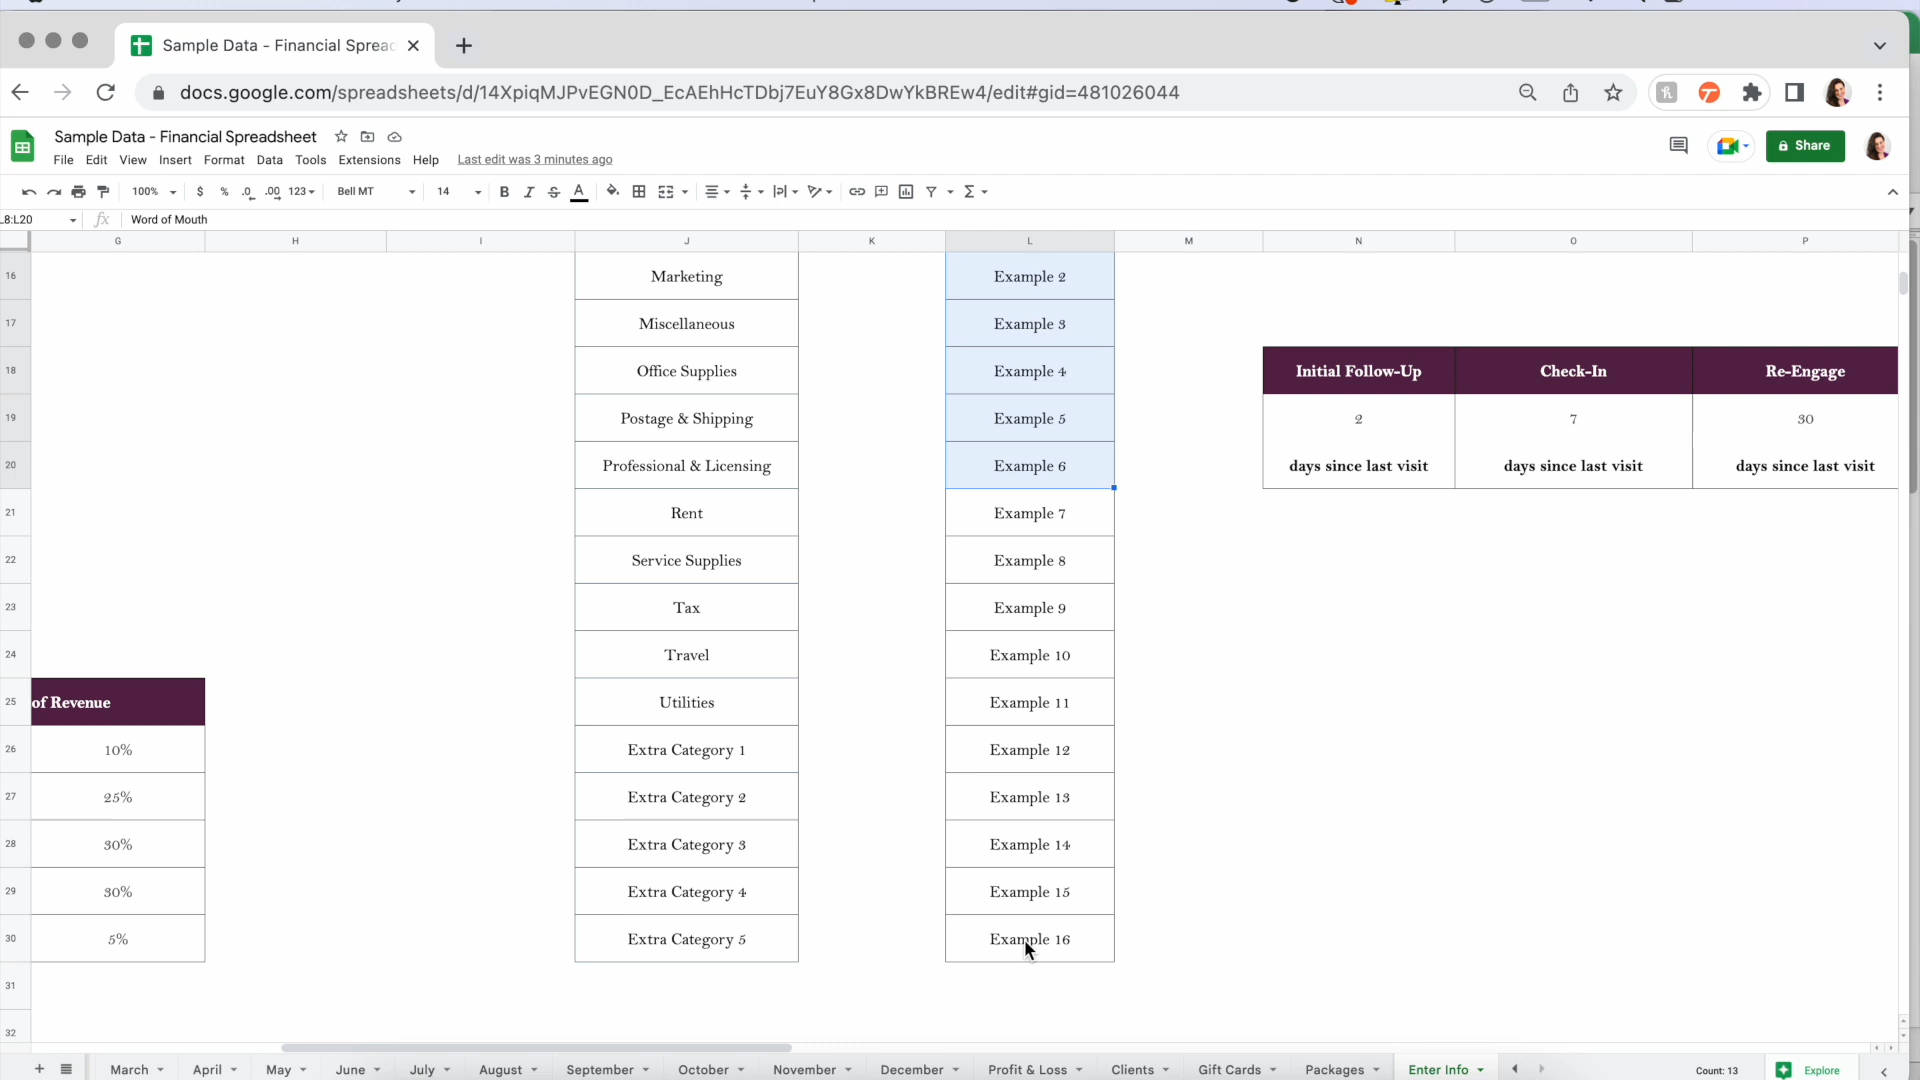 Sample Data - Financial Spreac
docs.google.com/spreadsheets/d/14XpiqMJPvEGN0D_EcAEhHcTDbj7EuY8Gx8DwYkBREw4/edit#gid=481026044
Sample Data - Financial Spreadsheet
Share
File Edit View Insert Format Data Tools Extensions Help Last edit was 3 minutes ago
100% $ % .0 .00 123 Bell MT 14 B I S A
L8:L20 fx Word of Mouth
G H I J K L M N O P
16 Marketing Example 2
17 Miscellaneous Example 3
18 Office Supplies Example 4 Initial Follow-Up Check-In Re-Engage
19 Postage & Shipping Example 5 2 7 30
20 Professional & Licensing Example 6 days since last visit days since last visit days since last visit
21 Rent Example 7
22 Service Supplies Example 8
23 Tax Example 9
24 Travel Example 10
25 of Revenue Utilities Example 11
26 10% Extra Category 1 Example 12
27 25% Extra Category 2 Example 13
28 30% Extra Category 3 Example 14
29 30% Extra Category 4 Example 15
30 5% Extra Category 5 Example 16
31
32
March April May June July August September October November December Profit & Loss Clients Gift Cards Packages Enter Info Count: 13 Explore